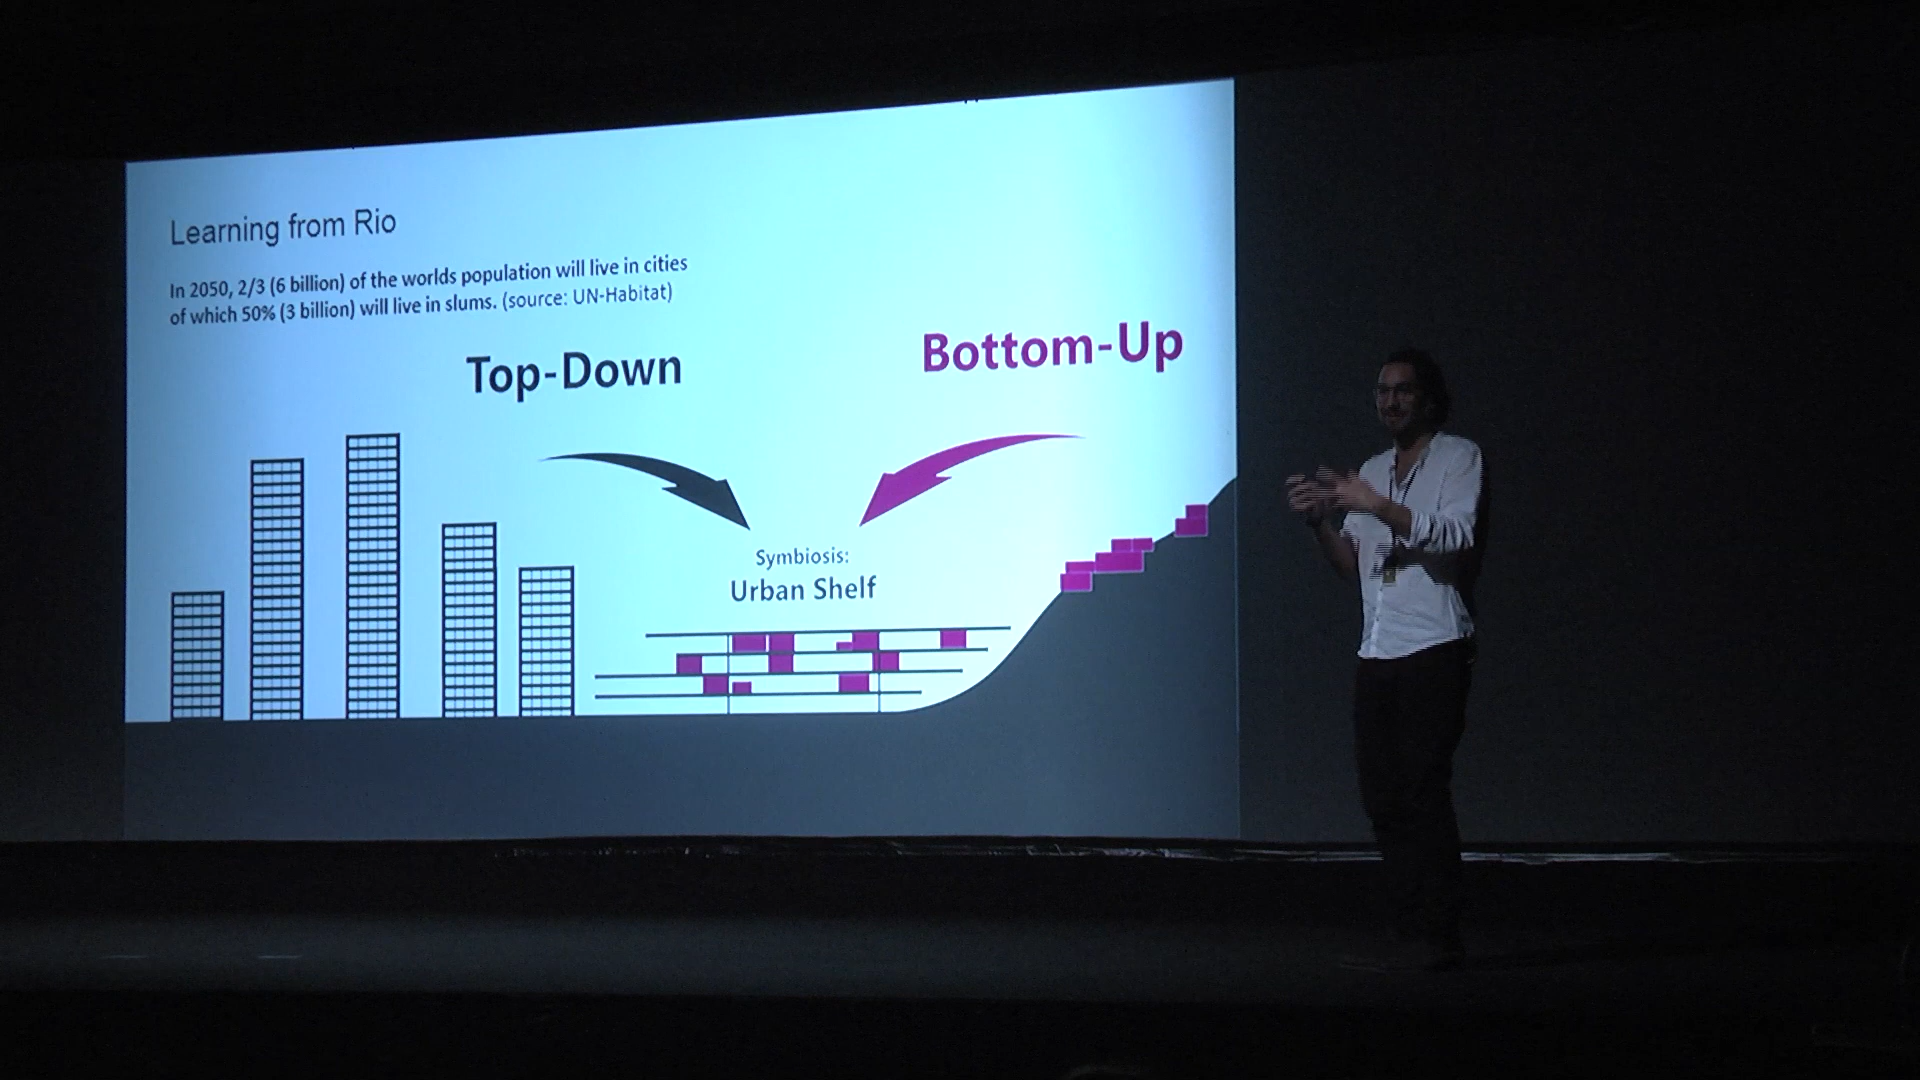 Learning from Rio
In 2050, 2/3 (6 billion) of the worlds population will live in cities
of which 50% (3 billion) will live in slums. (source: UN-Habitat)
Top-Down
Bottom-Up
Symbiosis:
Urban Shelf